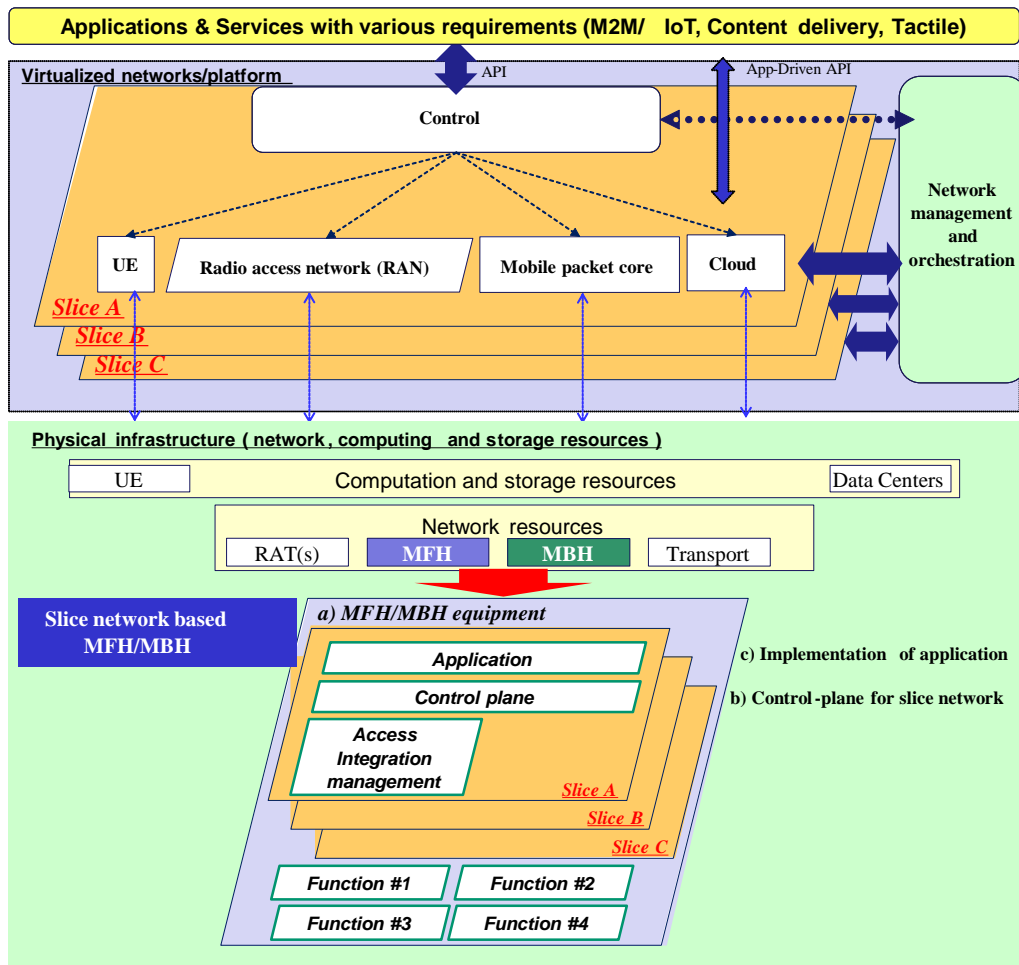 Applications & Services with various requirements (M2M/ IoT, Content delivery, Tactile)
Virtualized networks/platform
API
App-Driven API
Control
Network
management
and
orchestration
UE
Radio access network (RAN)
Mobile packet core
Cloud
Slice A
Slice B
Slice C
Physical infrastructure ( network, computing and storage resources )
UE
Computation and storage resources
Data Centers
Network resources
RAT(s)
MFH
MBH
Transport
Slice network based
MFH/MBH
a) MFH/MBH equipment
Application
c) Implementation of application
Control plane
b) Control-plane for slice network
Access
Integration
management
Slice A
Slice B
Slice C
Function #1
Function #2
Function #3
Function #4